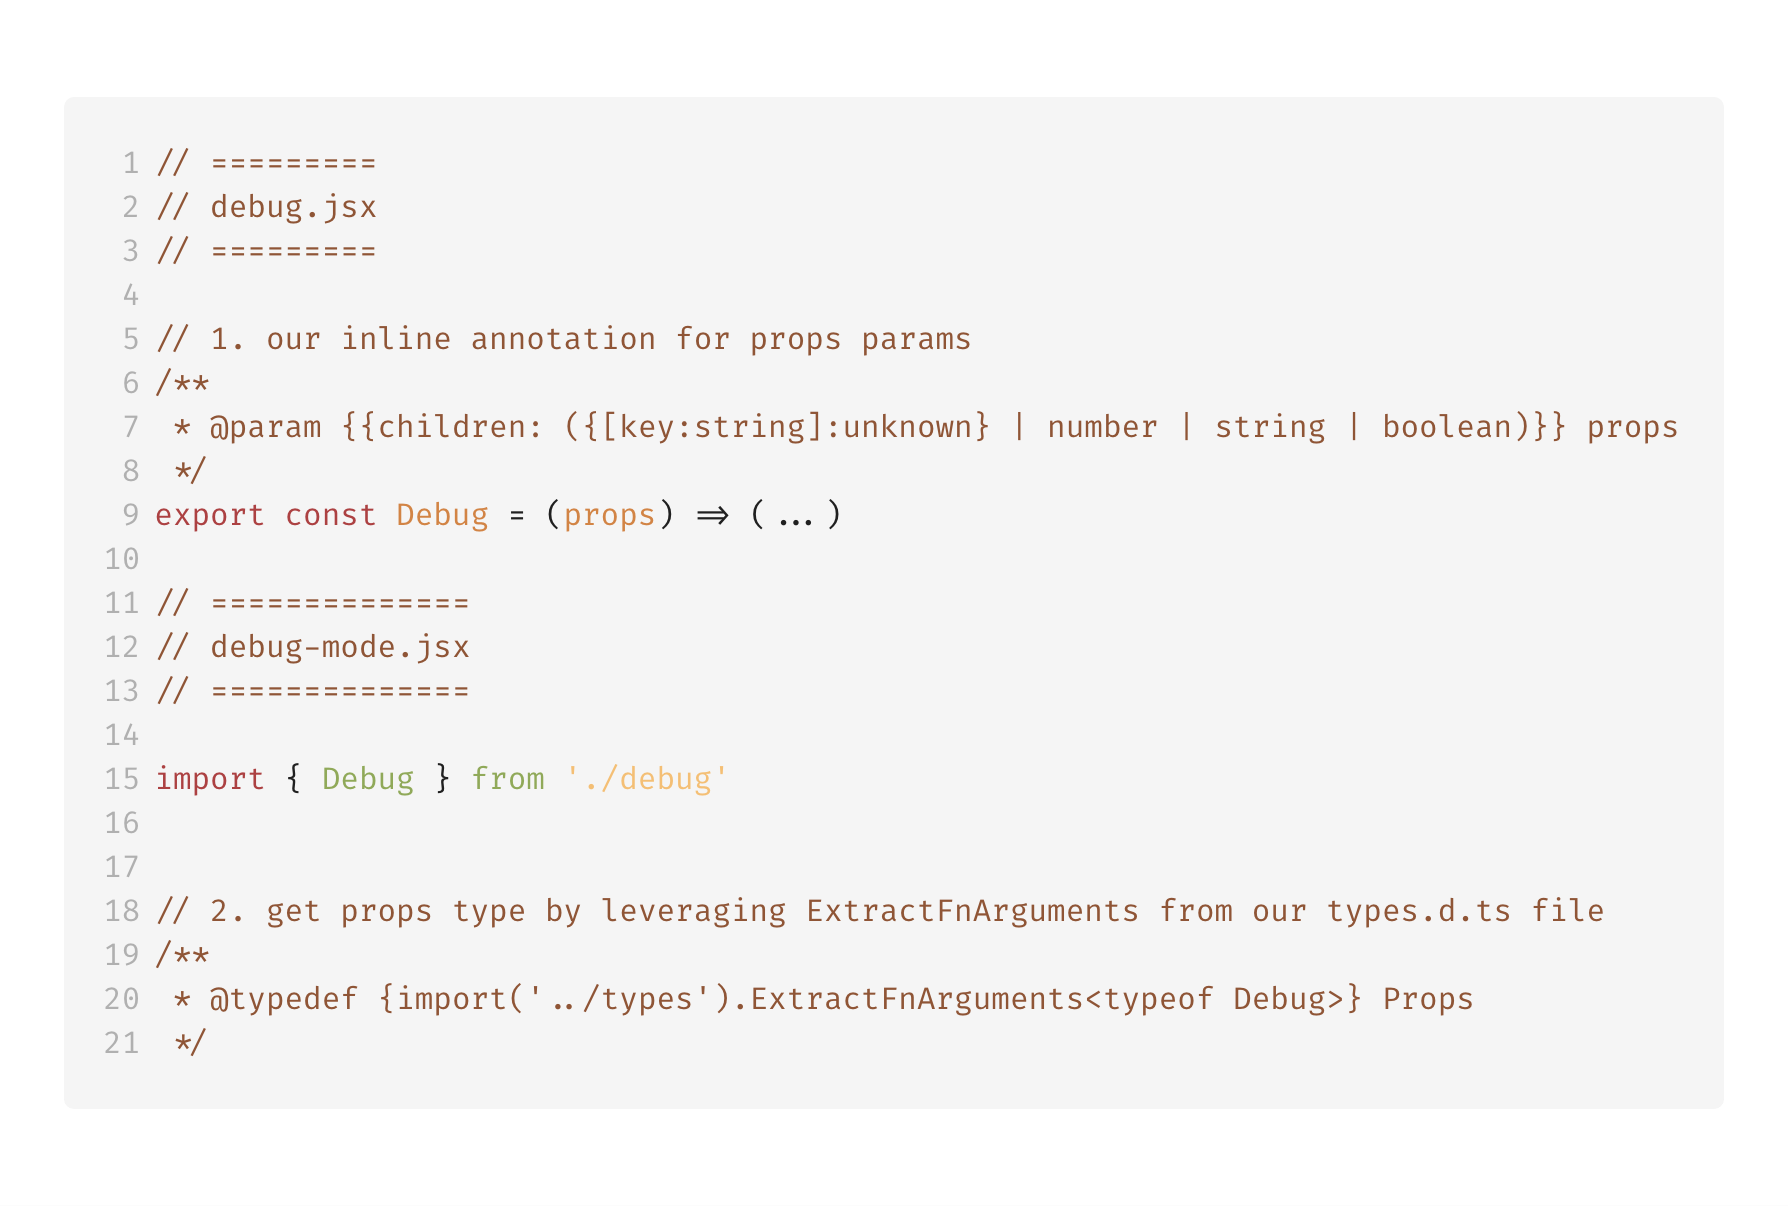 1 // =========
2 // debug.jsx
3 // =========
4
5 // 1. our inline annotation for props params
6 /**
7  * @param {{children: ({[key:string]:unknown} | number | string | boolean)}} props
8  */
9 export const Debug = (props) => (...)
10
11 // ==============
12 // debug-mode.jsx
13 // ==============
14
15 import { Debug } from './debug'
16
17
18 // 2. get props type by leveraging ExtractFnArguments from our types.d.ts file
19 /**
20  * @typedef {import('../types').ExtractFnArguments<typeof Debug>} Props
21  */